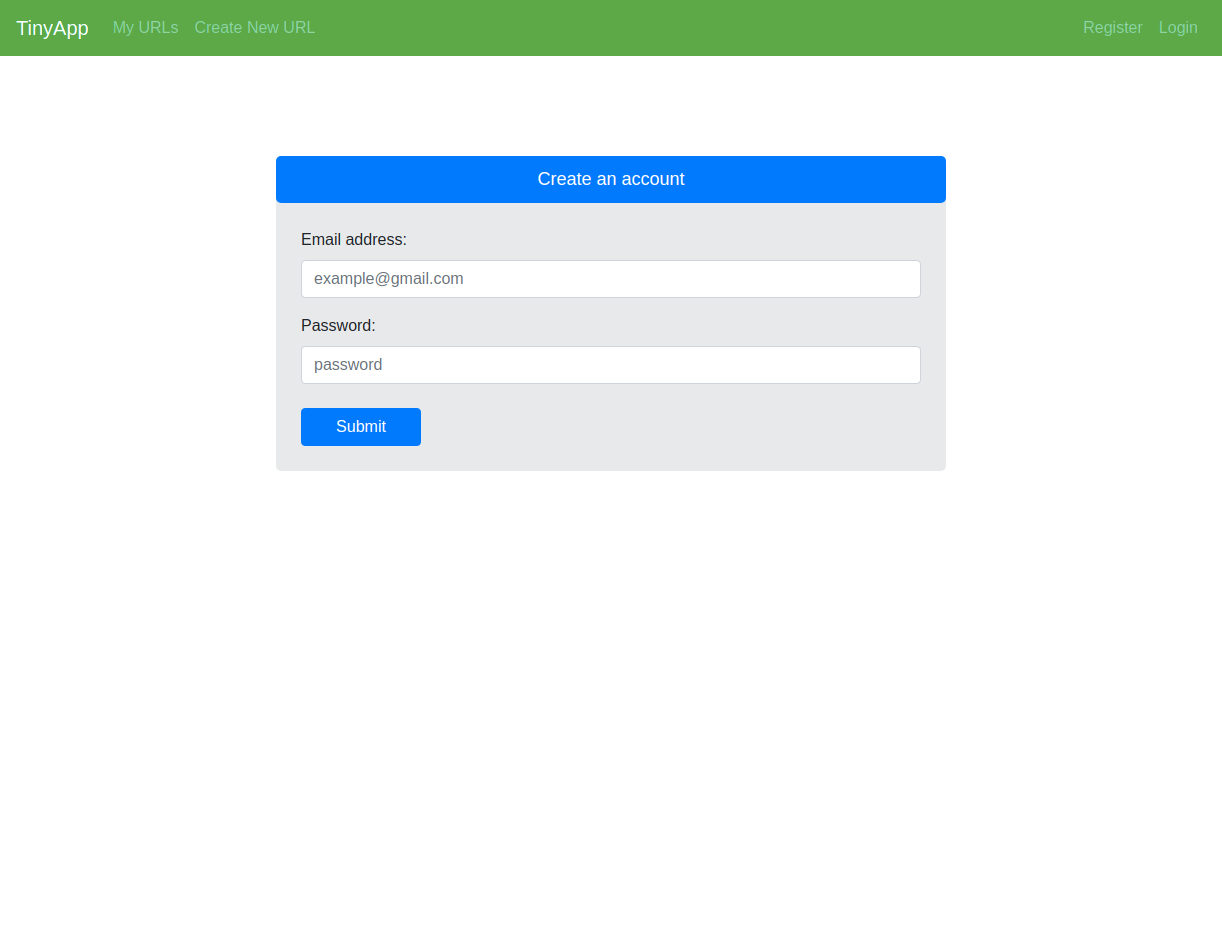 TinyApp My URLs Create New URL Register Login
Create an account
Email address:
example@gmail.com
Password:
password
Submit